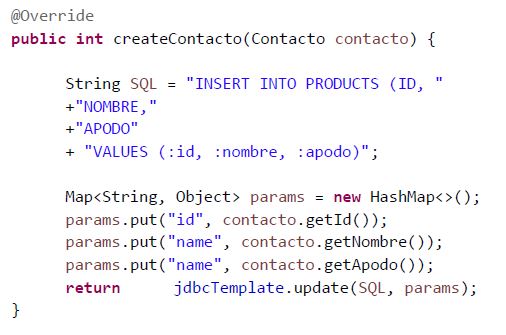 @Override
public int createContacto(Contacto contacto) {
String SQL = "INSERT INTO PRODUCTS (ID, "
+"NOMBRE,"
+"APODO"
+ "VALUES (:id, :nombre, :apodo)";
Map<String, Object> params = new HashMap<>();
params.put("id", contacto.getId());
params.put("name", contacto.getNombre());
params.put("name", contacto.getApodo());
return jdbcTemplate.update(SQL, params);
}